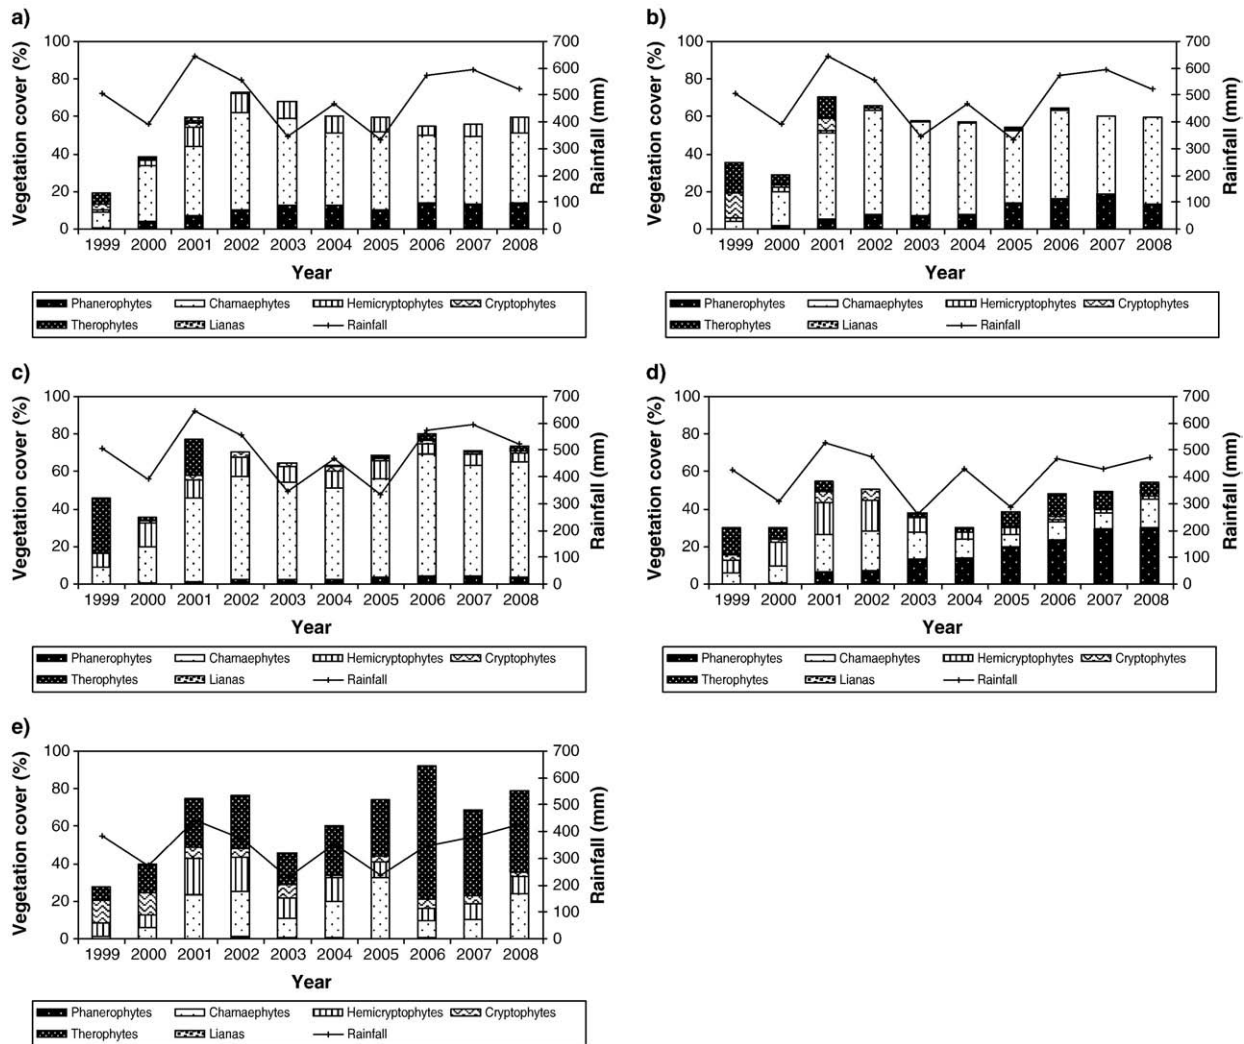 a)
Vegetation cover (%)
100
80
60
40
20
0
700
600
500
400
300
200
100
0
Rainfall (mm)
1999 2000 2001 2002 2003 2004 2005 2006 2007 2008
Year
Phanerophytes Chamaephytes Hemicryptophytes Cryptophytes
Therophytes Lianas Rainfall
b)
Vegetation cover (%)
100
80
60
40
20
0
700
600
500
400
300
200
100
0
Rainfall (mm)
1999 2000 2001 2002 2003 2004 2005 2006 2007 2008
Year
Phanerophytes Chamaephytes Hemicryptophytes Cryptophytes
Therophytes Lianas Rainfall
c)
Vegetation cover (%)
100
80
60
40
20
0
700
600
500
400
300
200
100
0
Rainfall (mm)
1999 2000 2001 2002 2003 2004 2005 2006 2007 2008
Year
Phanerophytes Chamaephytes Hemicryptophytes Cryptophytes
Therophytes Lianas Rainfall
d)
Vegetation cover (%)
100
80
60
40
20
0
700
600
500
400
300
200
100
0
Rainfall (mm)
1999 2000 2001 2002 2003 2004 2005 2006 2007 2008
Year
Phanerophytes Chamaephytes Hemicryptophytes Cryptophytes
Therophytes Lianas Rainfall
e)
Vegetation cover (%)
100
80
60
40
20
0
700
600
500
400
300
200
100
0
Rainfall (mm)
1999 2000 2001 2002 2003 2004 2005 2006 2007 2008
Year
Phanerophytes Chamaephytes Hemicryptophytes Cryptophytes
Therophytes Lianas Rainfall